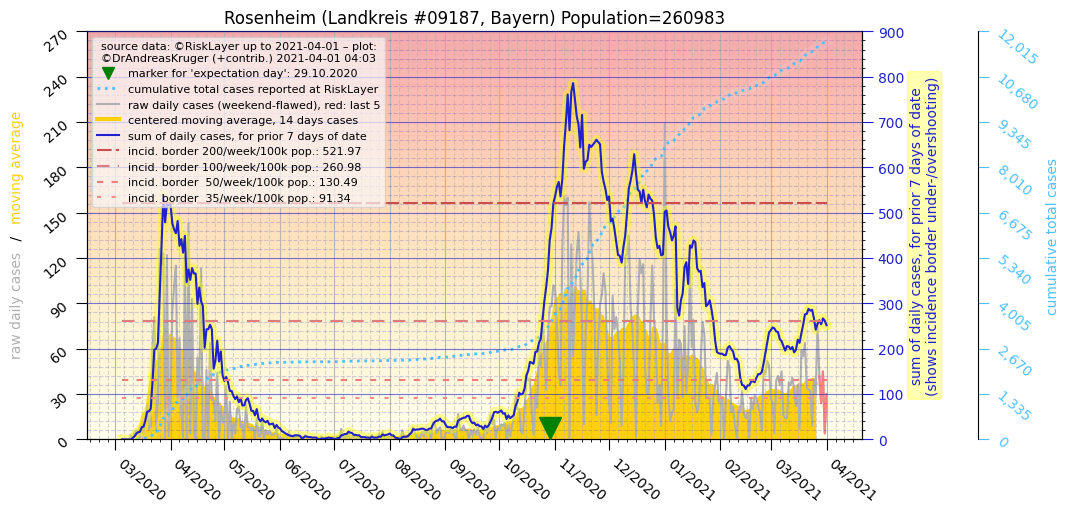 Rosenheim (Landkreis #09187, Bayern) Population=260983
source data: ©RiskLayer up to 2021-04-01 – plot:
©DrAndreasKruger (+contrib.) 2021-04-01 04:03
marker for 'expectation day': 29.10.2020
cumulative total cases reported at RiskLayer
raw daily cases (weekend-flawed), red: last 5
centered moving average, 14 days cases
sum of daily cases, for prior 7 days of date
incid. border 200/week/100k pop.: 521.97
incid. border 100/week/100k pop.: 260.98
incid. border  50/week/100k pop.: 130.49
incid. border  35/week/100k pop.: 91.34
raw daily cases  /  moving average
270
240
210
180
150
120
90
60
30
0
03/2020
04/2020
05/2020
06/2020
07/2020
08/2020
09/2020
10/2020
11/2020
12/2020
01/2021
02/2021
03/2021
04/2021
900
800
700
600
500
400
300
200
100
0
sum of daily cases, for prior 7 days of date
(shows incidence border under-/overshooting)
12,015
10,680
9,345
8,010
6,675
5,340
4,005
2,670
1,335
0
cumulative total cases